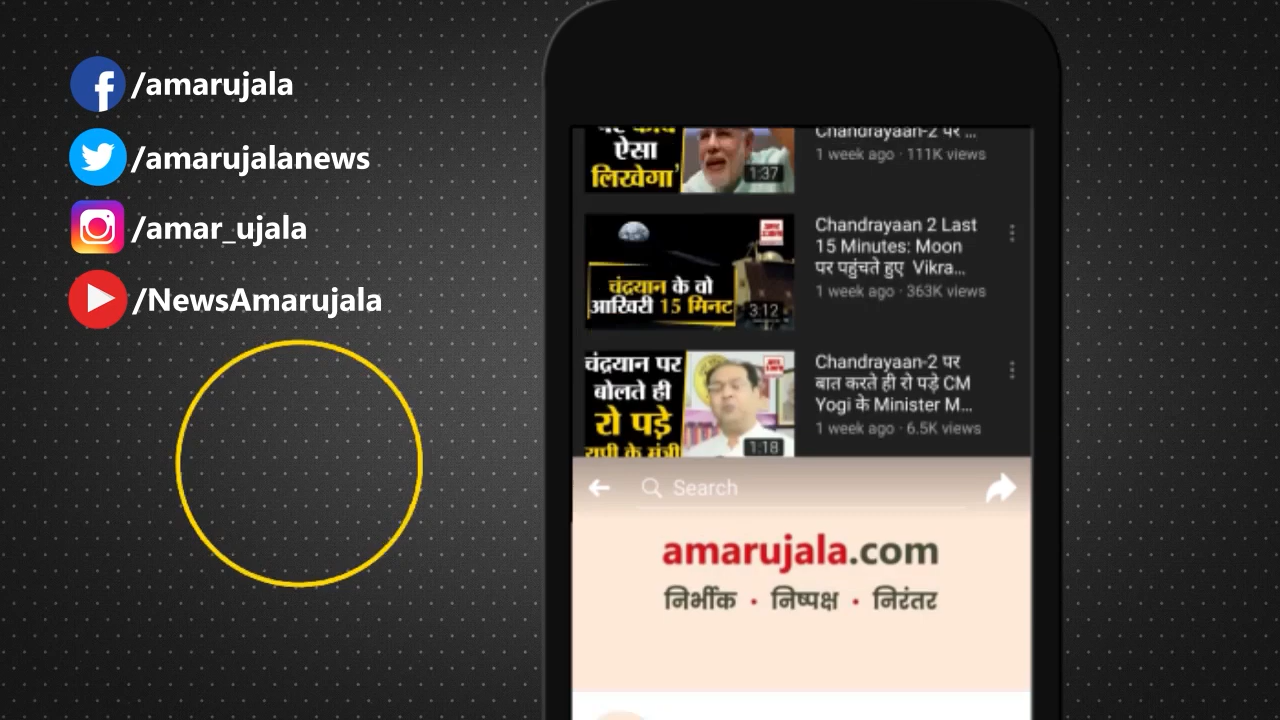 /amarujala
/amarujalanews
/amar_ujala
/NewsAmarujala
ऐसा
लिखेगा'
1:37
Chandrayaan-2 पर ...
1 week ago · 111K views
चंद्रयान के वो
आखिरी 15 मिनट
3:12
Chandrayaan 2 Last
15 Minutes: Moon
पर पहुंचते हुए Vikra...
1 week ago · 363K views
चंद्रयान पर
बोलते ही
रो पड़े
यूपी के मंत्री
1:18
Chandrayaan-2 पर
बात करते ही रो पड़े CM
Yogi के Minister M...
1 week ago · 6.5K views
Search
amarujala.com
निर्भीक • निष्पक्ष • निरंतर